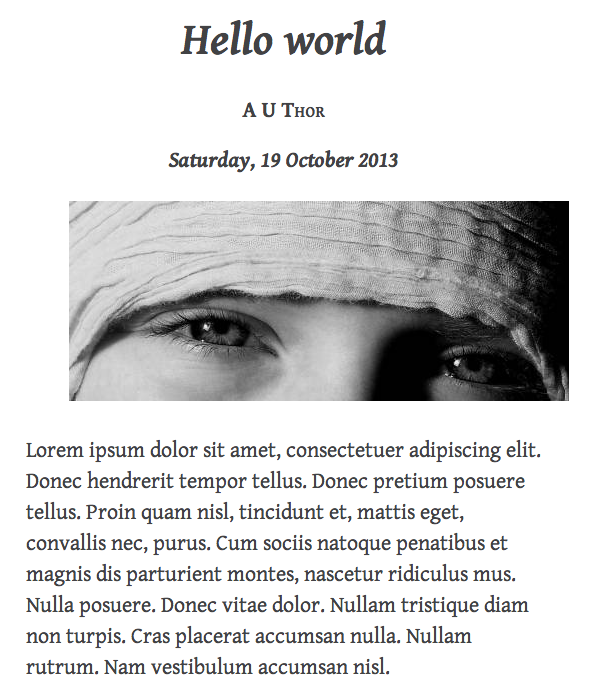 Hello world
A U Thor
Saturday, 19 October 2013
Lorem ipsum dolor sit amet, consectetuer adipiscing elit.
Donec hendrerit tempor tellus. Donec pretium posuere
tellus. Proin quam nisl, tincidunt et, mattis eget,
convallis nec, purus. Cum sociis natoque penatibus et
magnis dis parturient montes, nascetur ridiculus mus.
Nulla posuere. Donec vitae dolor. Nullam tristique diam
non turpis. Cras placerat accumsan nulla. Nullam
rutrum. Nam vestibulum accumsan nisl.